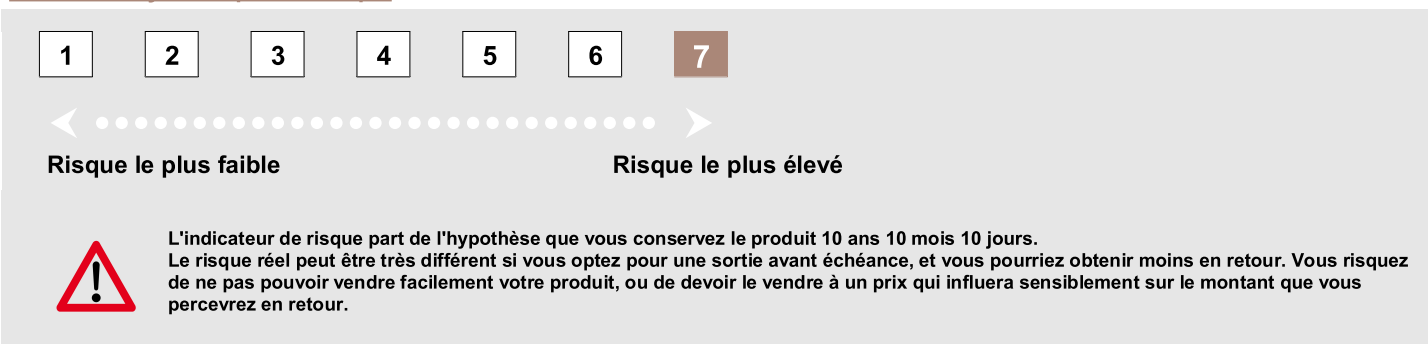 1 2 3 4 5 6 7
Risque le plus faible Risque le plus élevé
L'indicateur de risque part de l'hypothèse que vous conservez le produit 10 ans 10 mois 10 jours.
Le risque réel peut être très différent si vous optez pour une sortie avant échéance, et vous pourriez obtenir moins en retour. Vous risquez
de ne pas pouvoir vendre facilement votre produit, ou de devoir le vendre à un prix qui influera sensiblement sur le montant que vous
percevrez en retour.